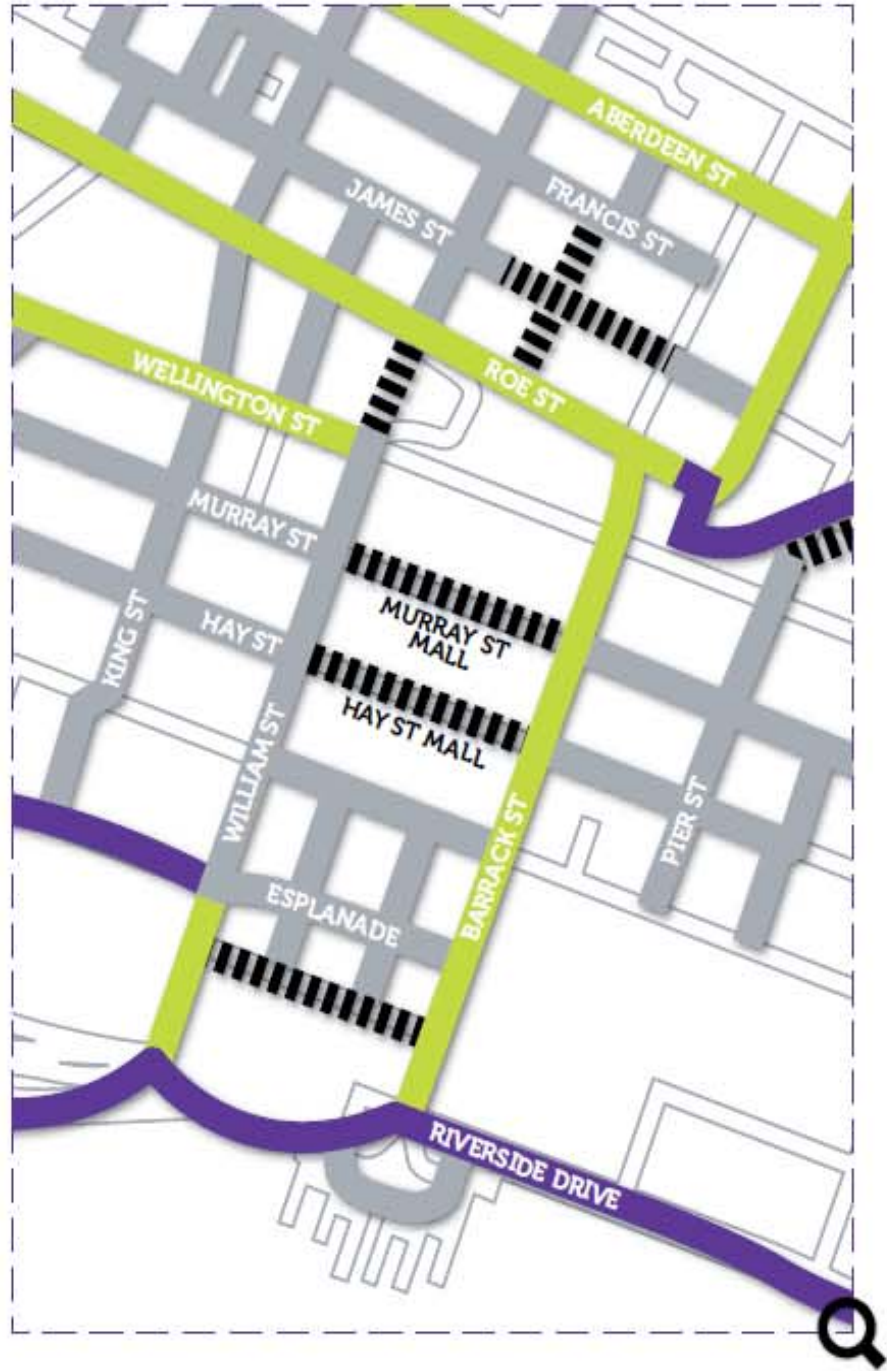 ABERDEEN ST
FRANCIS ST
JAMES ST
ROE ST
WELLINGTON ST
MURRAY ST
MURRAY ST
MALL
HAY ST
KING ST
HAY ST MALL
WILLIAM ST
PIER ST
BARRACK ST
ESPLANADE
RIVERSIDE DRIVE